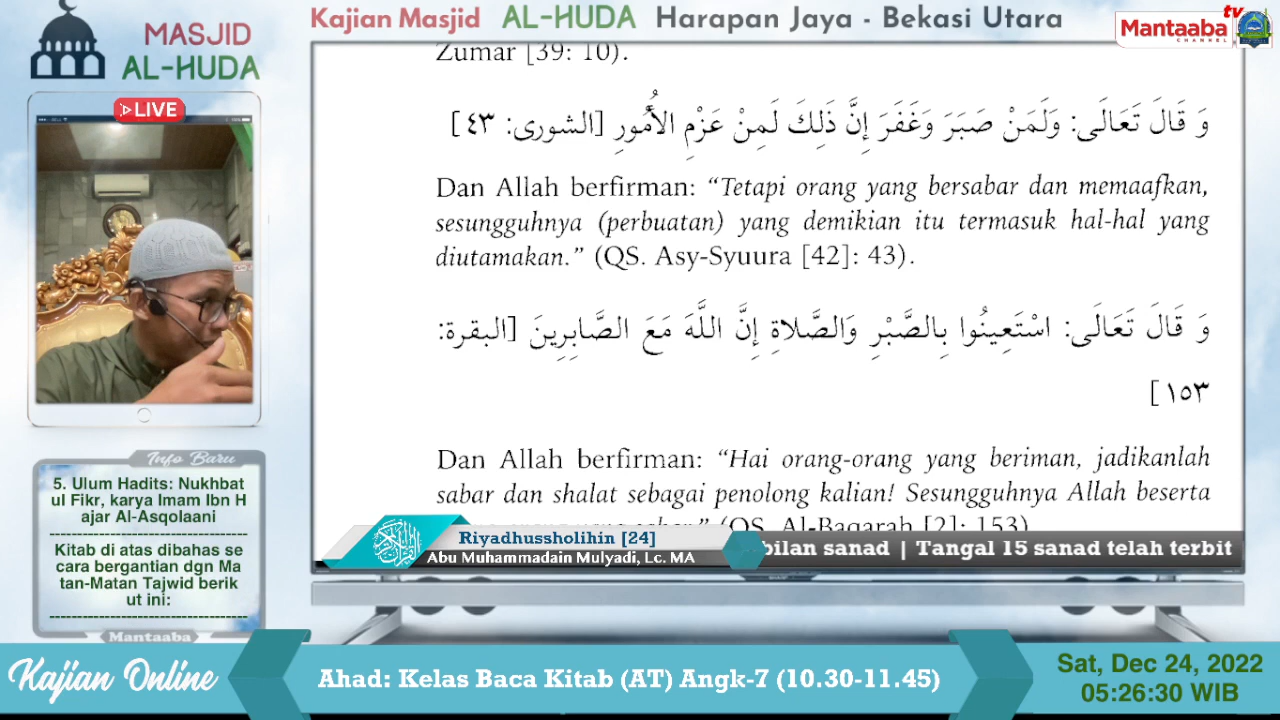 MASJID
AL-HUDA
Kajian Masjid AL-HUDA Harapan Jaya - Bekasi Utara
Mantaaba tv
CHANNEL
LIVE
Zumar [39: 10).
وَ قَالَ تَعَالَى: وَلَمَنْ صَبَرَ وَغَفَرَ إِنَّ ذَلِكَ لَمِنْ عَزْمِ الأُمُورِ [الشورى: ٤٣]
Dan Allah berfirman: “Tetapi orang yang bersabar dan memaafkan,
sesungguhnya (perbuatan) yang demikian itu termasuk hal-hal yang
diutamakan.” (QS. Asy-Syuura [42]: 43).
وَ قَالَ تَعَالَى: اسْتَعِينُوا بِالصَّبْرِ وَالصَّلاةِ إِنَّ اللَّهَ مَعَ الصَّابِرِينَ [البقرة:
١٥٣]
Dan Allah berfirman: “Hai orang-orang yang beriman, jadikanlah
sabar dan shalat sebagai penolong kalian! Sesungguhnya Allah beserta
(QS. Al-Baqarah [2]: 153)
Info Baru
5. Ulum Hadits: Nukhbat
ul Fikr, karya Imam Ibn H
ajar Al-Asqolaani
Kitab di atas dibahas se
cara bergantian dgn Ma
tan-Matan Tajwid berik
ut ini:
Mantaaba
Riyadhussholihin [24]
Abu Muhammadain Mulyadi, Lc. MA
bilan sanad | Tangal 15 sanad telah terbit
Kajian Online
Ahad: Kelas Baca Kitab (AT) Angk-7 (10.30-11.45)
Sat, Dec 24, 2022
05:26:30 WIB